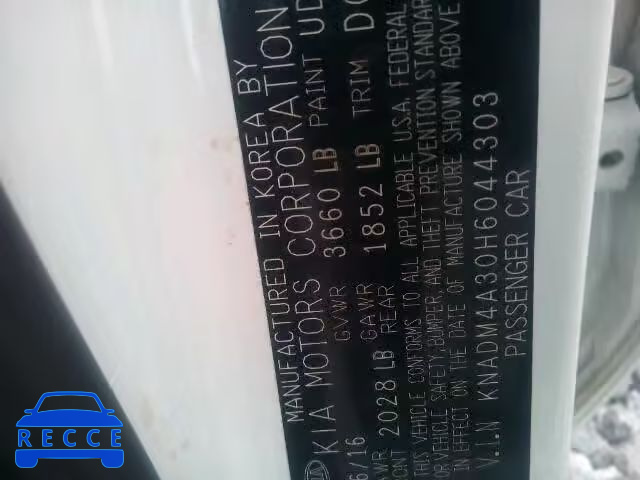 MANUFACTURED IN KOREA BY
KIA MOTORS CORPORATION
6/16 GVWR 3660 LB PAINT UD
GAWR 1852 LB TRIM
2028 LB REAR
THIS VEHICLE CONFORMS TO ALL APPLICABLE U.S.A. FEDERAL
OR VEHICLE SAFETY, BUMPER, AND THEFT PREVENTION STANDAR
IN EFFECT ON THE DATE OF MANUFACTURE SHOWN ABOVE
V.I.N KNADM4A30H6044303
PASSENGER CAR
RECCE